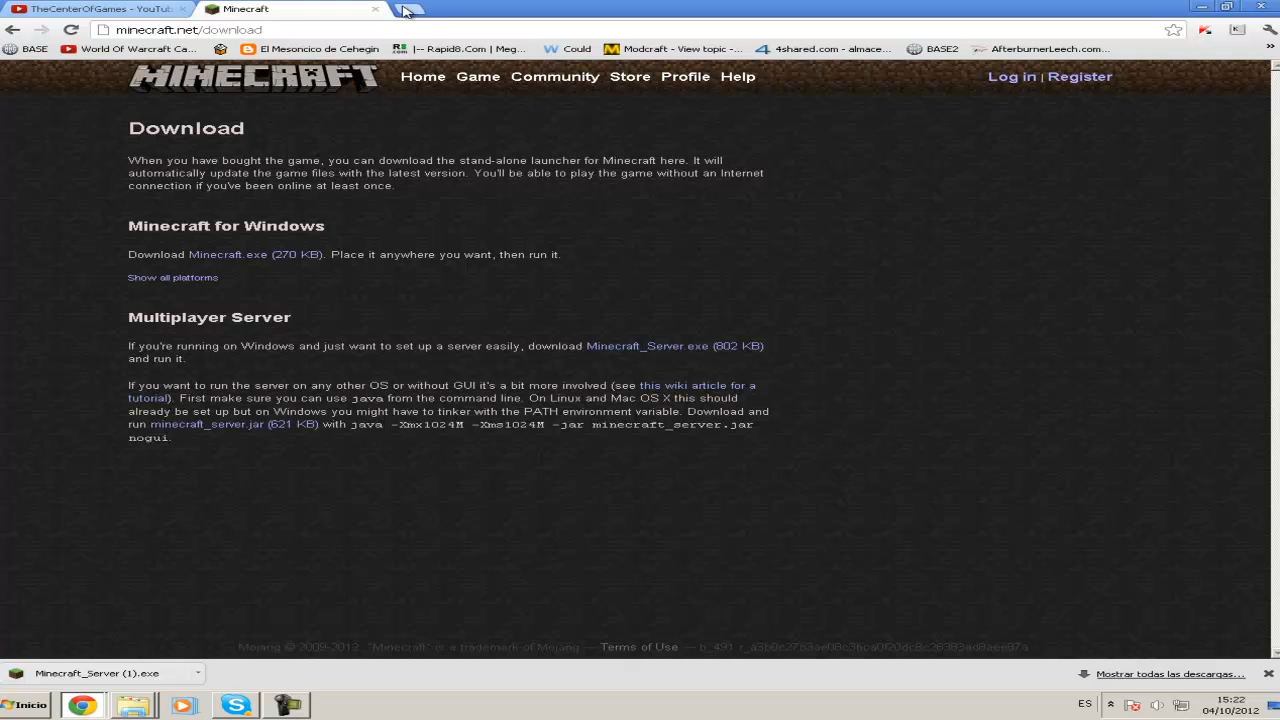 TheCenterOfGames - YouTub
Minecraft
minecraft.net/download
BASE
World Of Warcraft Ca...
El Mesoncico de Cehegin
|-- Rapid8.Com | Meg...
Could
Modcraft - View topic -...
4shared.com - almace...
BASE2
AfterburnerLeech.com...
MINECRAFT
Home Game Community Store Profile Help
Log in | Register
Download
When you have bought the game, you can download the stand-alone launcher for Minecraft here. It will
automatically update the game files with the latest version. You'll be able to play the game without an Internet
connection if you've been online at least once.
Minecraft for Windows
Download Minecraft.exe (270 KB). Place it anywhere you want, then run it.
Show all platforms
Multiplayer Server
If you're running on Windows and just want to set up a server easily, download Minecraft_Server.exe (802 KB)
and run it.
If you want to run the server on any other OS or without GUI it's a bit more involved (see this wiki article for a
tutorial). First make sure you can use java from the command line. On Linux and Mac OS X this should
already be set up but on Windows you might have to tinker with the PATH environment variable. Download and
run minecraft_server.jar (621 KB) with java -Xmx1024M -Xms1024M -jar minecraft_server.jar
nogui.
Mojang © 2009-2012. "Minecraft" is a trademark of Mojang — Terms of Use —
Minecraft_Server (1).exe
Mostrar todas las descargas...
Inicio
ES
15:22
04/10/2012